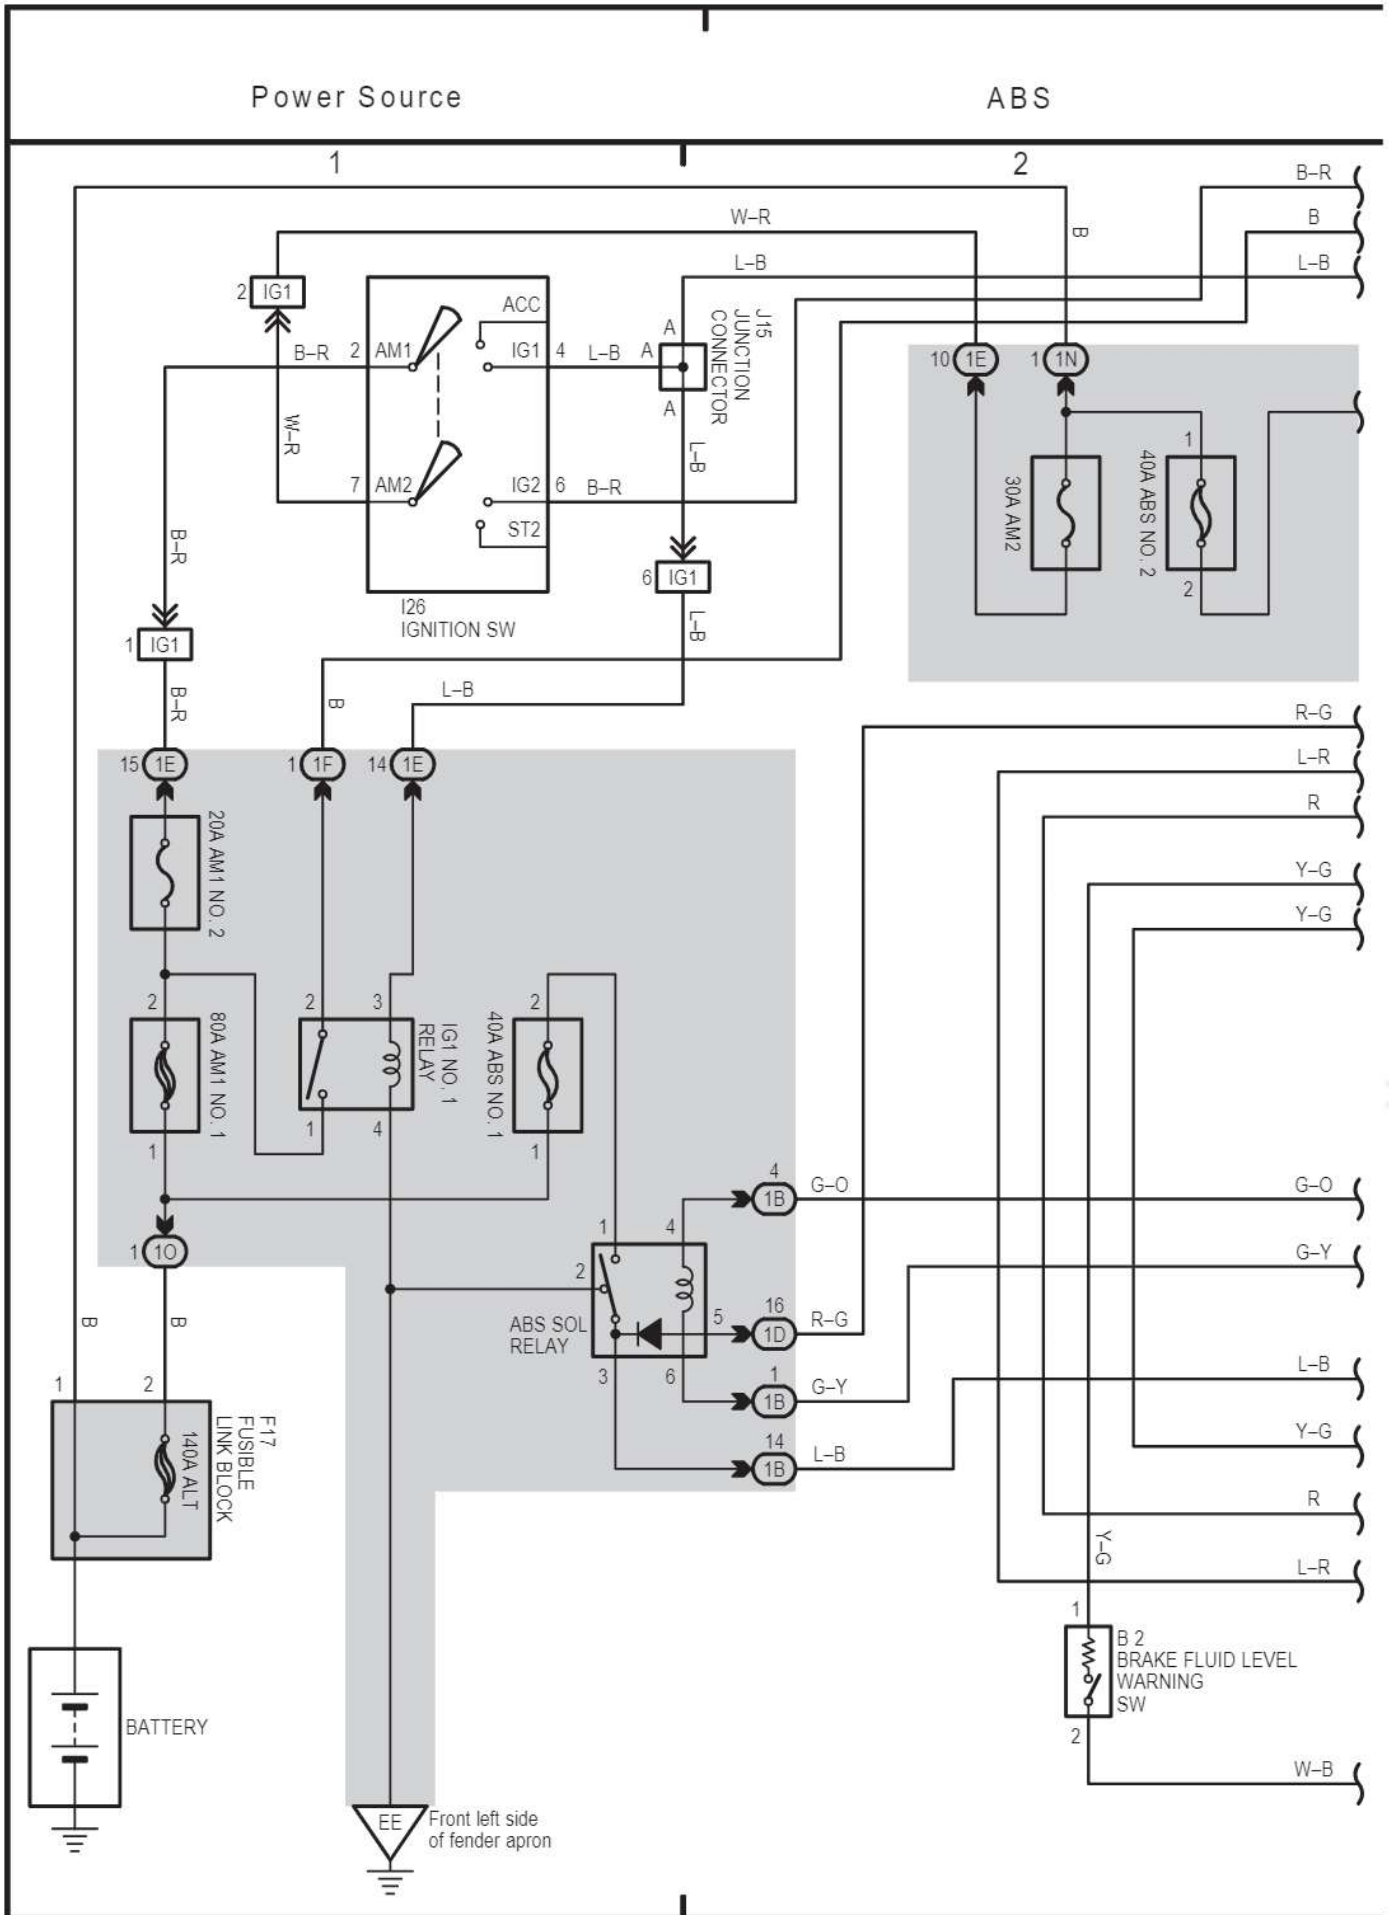 Power Source
ABS
1
2
B–R
W–R
B
B
L–B
L–B
2 IG1
ACC
J15
JUNCTION
CONNECTOR
A
B–R 2 AM1
IG1 4 L–B A
10 1E
1 1N
A
W–R
L–B
1
7 AM2
IG2 6 B–R
30A AM2
40A ABS NO. 2
ST2
B–R
6 IG1
2
I26
IGNITION SW
L–B
1 IG1
B–R
B
L–B
R–G
15 1E
1 1F
14 1E
L–R
R
20A AM1 NO. 2
Y–G
Y–G
2
2
3
2
80A AM1 NO. 1
IG1 NO. 1
RELAY
40A ABS NO. 1
1
1
4
1
4
1B
G–O
G–O
1
4
1 1O
G–Y
2
16
B
B
ABS SOL
RELAY
5
1D
R–G
3
6
1
1B
G–Y
L–B
1
2
F17
FUSIBLE
LINK BLOCK
140A ALT
14
1B
L–B
Y–G
R
Y–G
L–R
1
B 2
BRAKE FLUID LEVEL
WARNING
SW
2
BATTERY
W–B
EE
Front left side
of fender apron